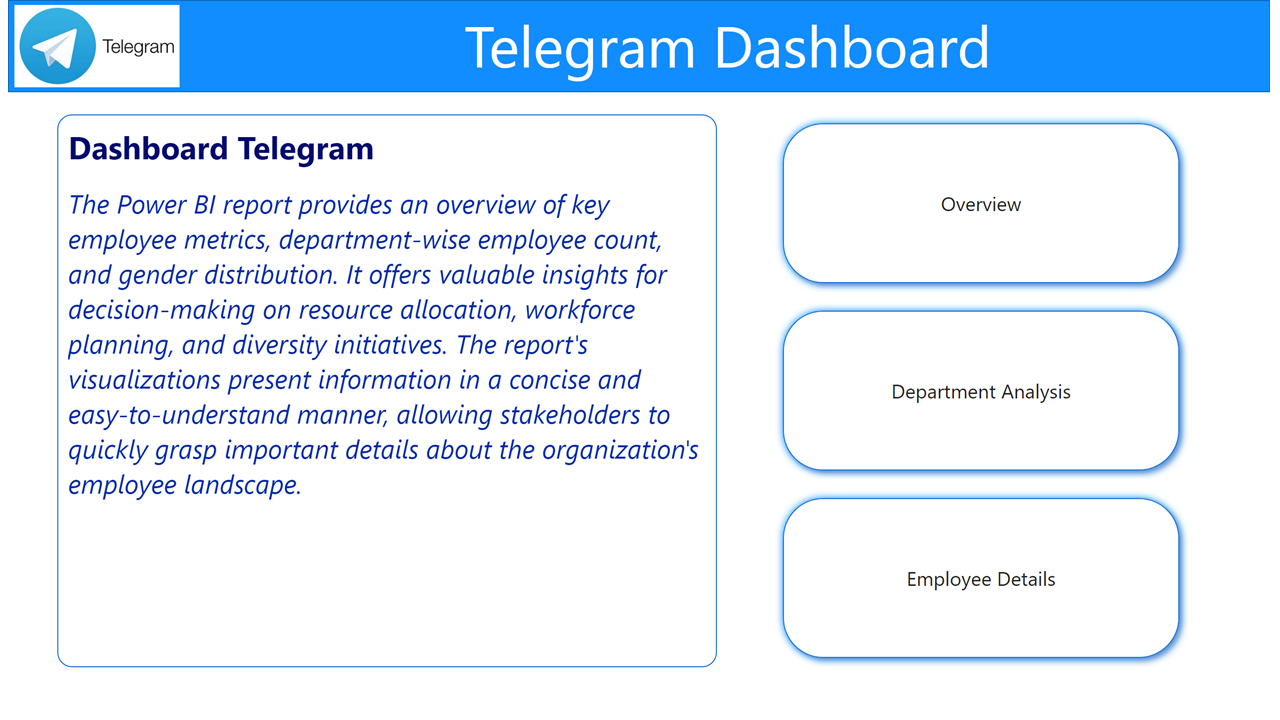 Telegram
Telegram Dashboard
Dashboard Telegram
The Power BI report provides an overview of key
employee metrics, department-wise employee count,
and gender distribution. It offers valuable insights for
decision-making on resource allocation, workforce
planning, and diversity initiatives. The report's
visualizations present information in a concise and
easy-to-understand manner, allowing stakeholders to
quickly grasp important details about the organization's
employee landscape.
Overview
Department Analysis
Employee Details